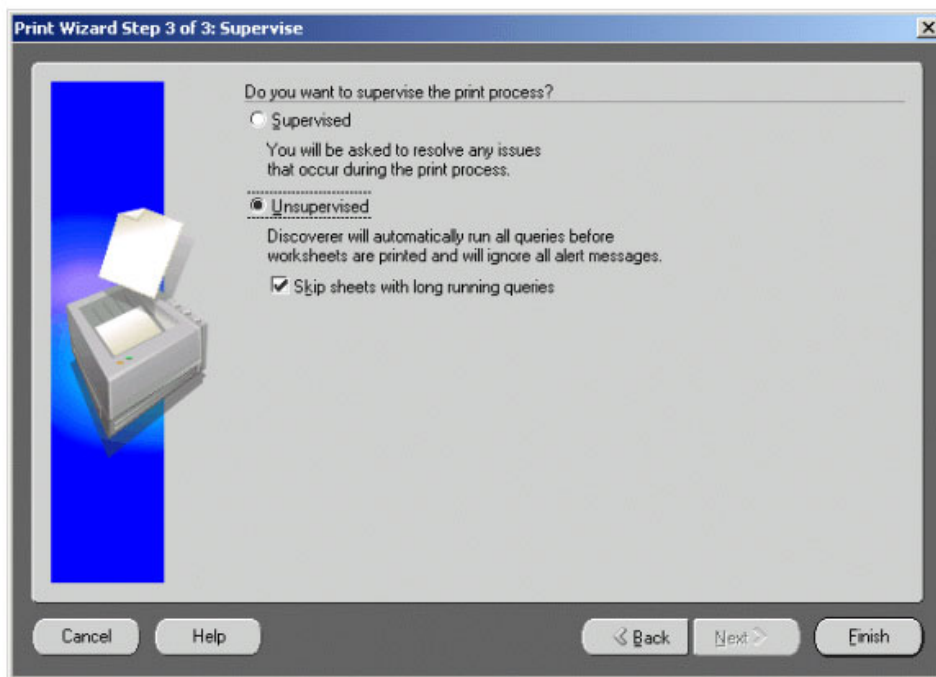 Print Wizard Step 3 of 3: Supervise
Do you want to supervise the print process?
Supervised
You will be asked to resolve any issues
that occur during the print process.
Unsupervised
Discoverer will automatically run all queries before
worksheets are printed and will ignore all alert messages.
Skip sheets with long running queries
Cancel Help Back Next > Finish